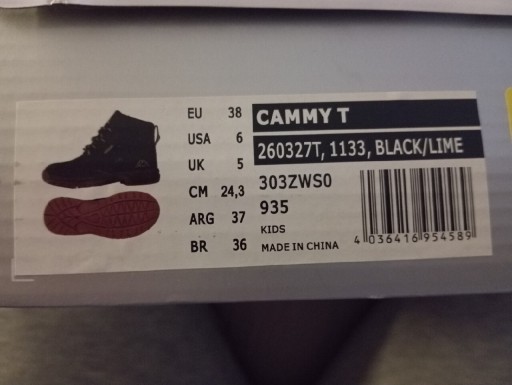 EU 38
USA 6
UK 5
CM 24,3
ARG 37
BR 36
CAMMY T
260327T, 1133, BLACK/LIME
303ZWS0
935
KIDS
MADE IN CHINA
4 036416 954589